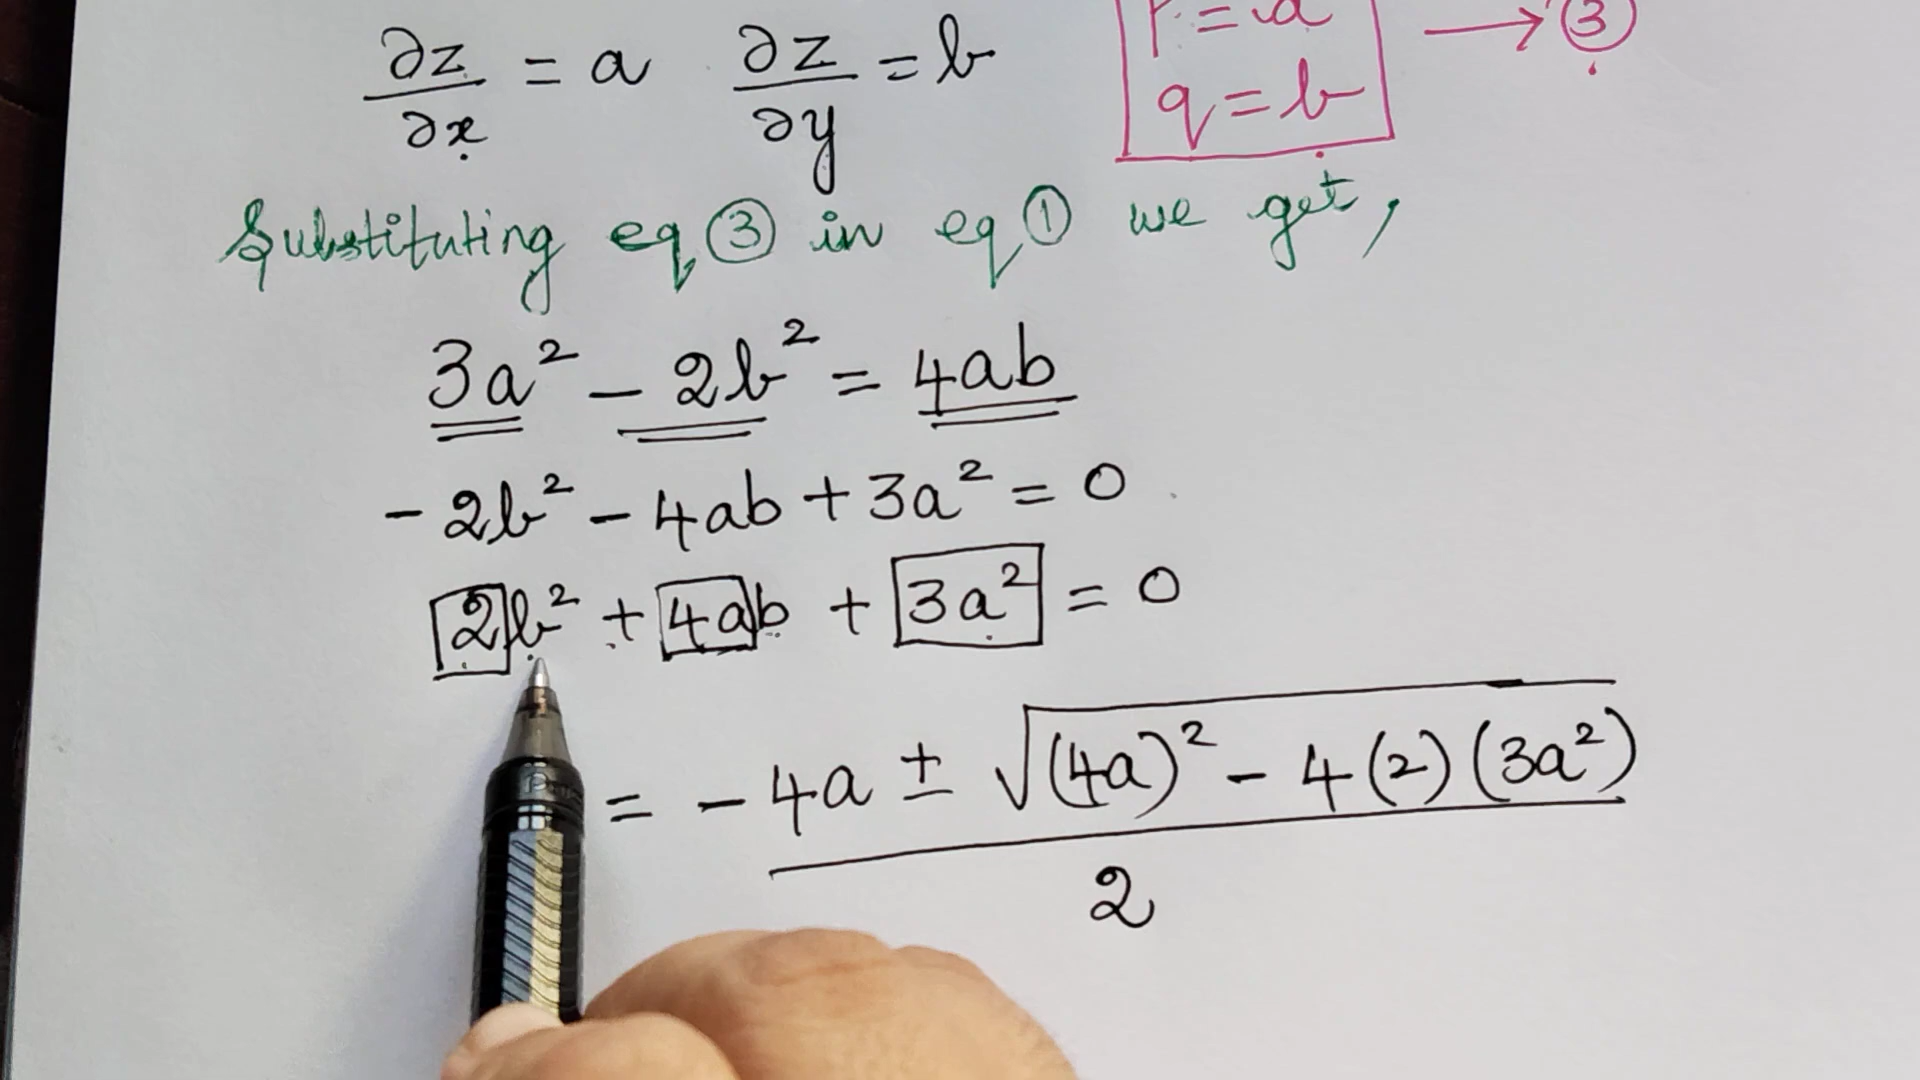 ∂z/∂x = a ∂z/∂y = b
p = a → ③
q = b
Substituting eq ③ in eq ① we get,
3a² - 2b² = 4ab
- 2b² - 4ab + 3a² = 0
2b² + 4ab + 3a² = 0
= - 4a ± √(4a)² - 4(2)(3a²)
2